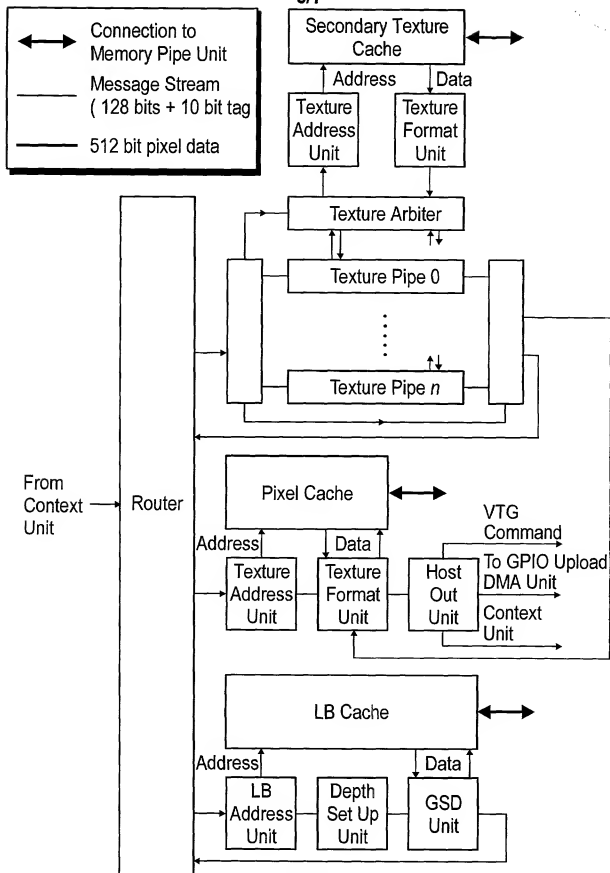 Connection to
Memory Pipe Unit
Message Stream
( 128 bits + 10 bit tag
512 bit pixel data
Secondary Texture
Cache
Address
Data
Texture
Address
Unit
Texture
Format
Unit
Texture Arbiter
Texture Pipe 0
Texture Pipe n
From
Context
Unit
Router
Pixel Cache
Address
Data
Texture
Address
Unit
Texture
Format
Unit
Host
Out
Unit
VTG
Command
To GPIO Upload
DMA Unit
Context
Unit
LB Cache
Address
Data
LB
Address
Unit
Depth
Set Up
Unit
GSD
Unit